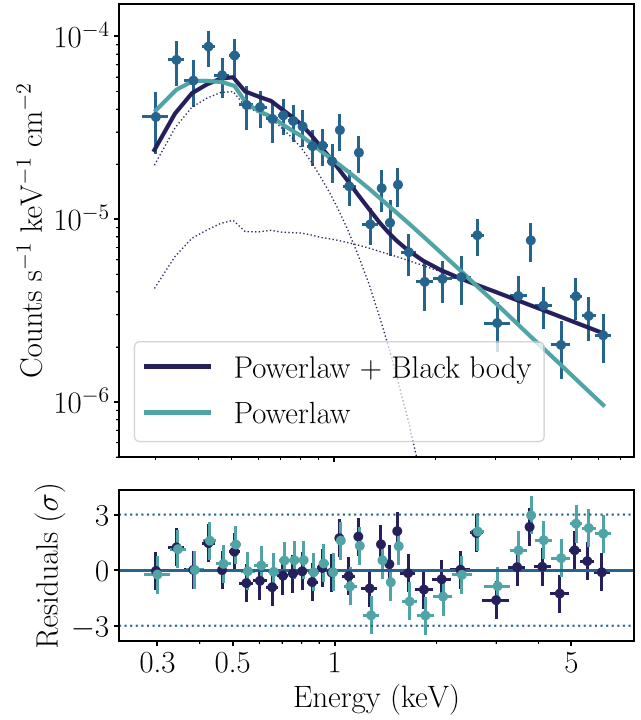 Counts s⁻¹ keV⁻¹ cm⁻²
10⁻⁴
10⁻⁵
10⁻⁶
Powerlaw + Black body
Powerlaw
Residuals (σ)
3
0
−3
0.3 0.5 1 5
Energy (keV)